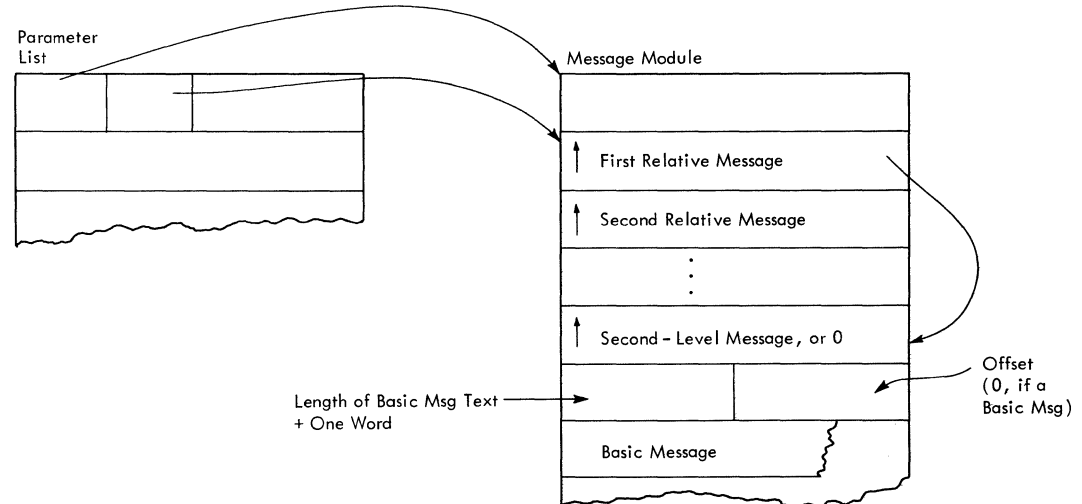 Parameter
List
Message Module
↑ First Relative Message
↑ Second Relative Message
⋮
↑ Second-Level Message, or 0
Offset
(0, if a
Basic Msg)
Length of Basic Msg Text
+ One Word
Basic Message